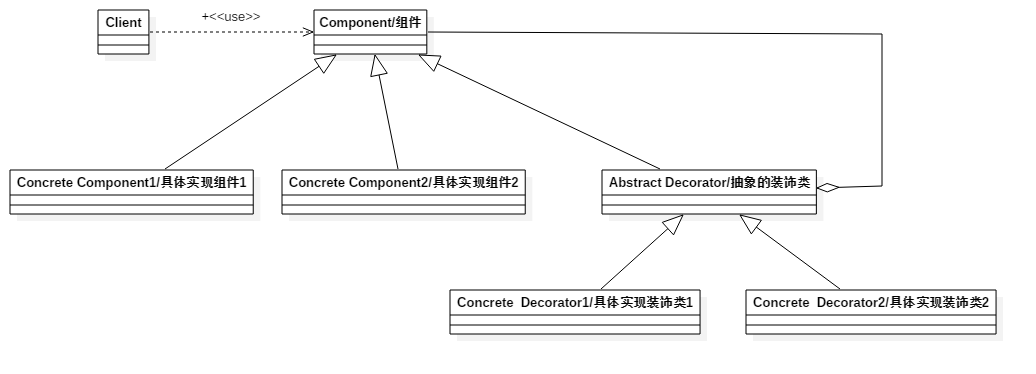 Client
+<<use>>
Component/组件
Concrete Component1/具体实现组件1
Concrete Component2/具体实现组件2
Abstract Decorator/抽象的装饰类
Concrete  Decorator1/具体实现装饰类1
Concrete  Decorator2/具体实现装饰类2